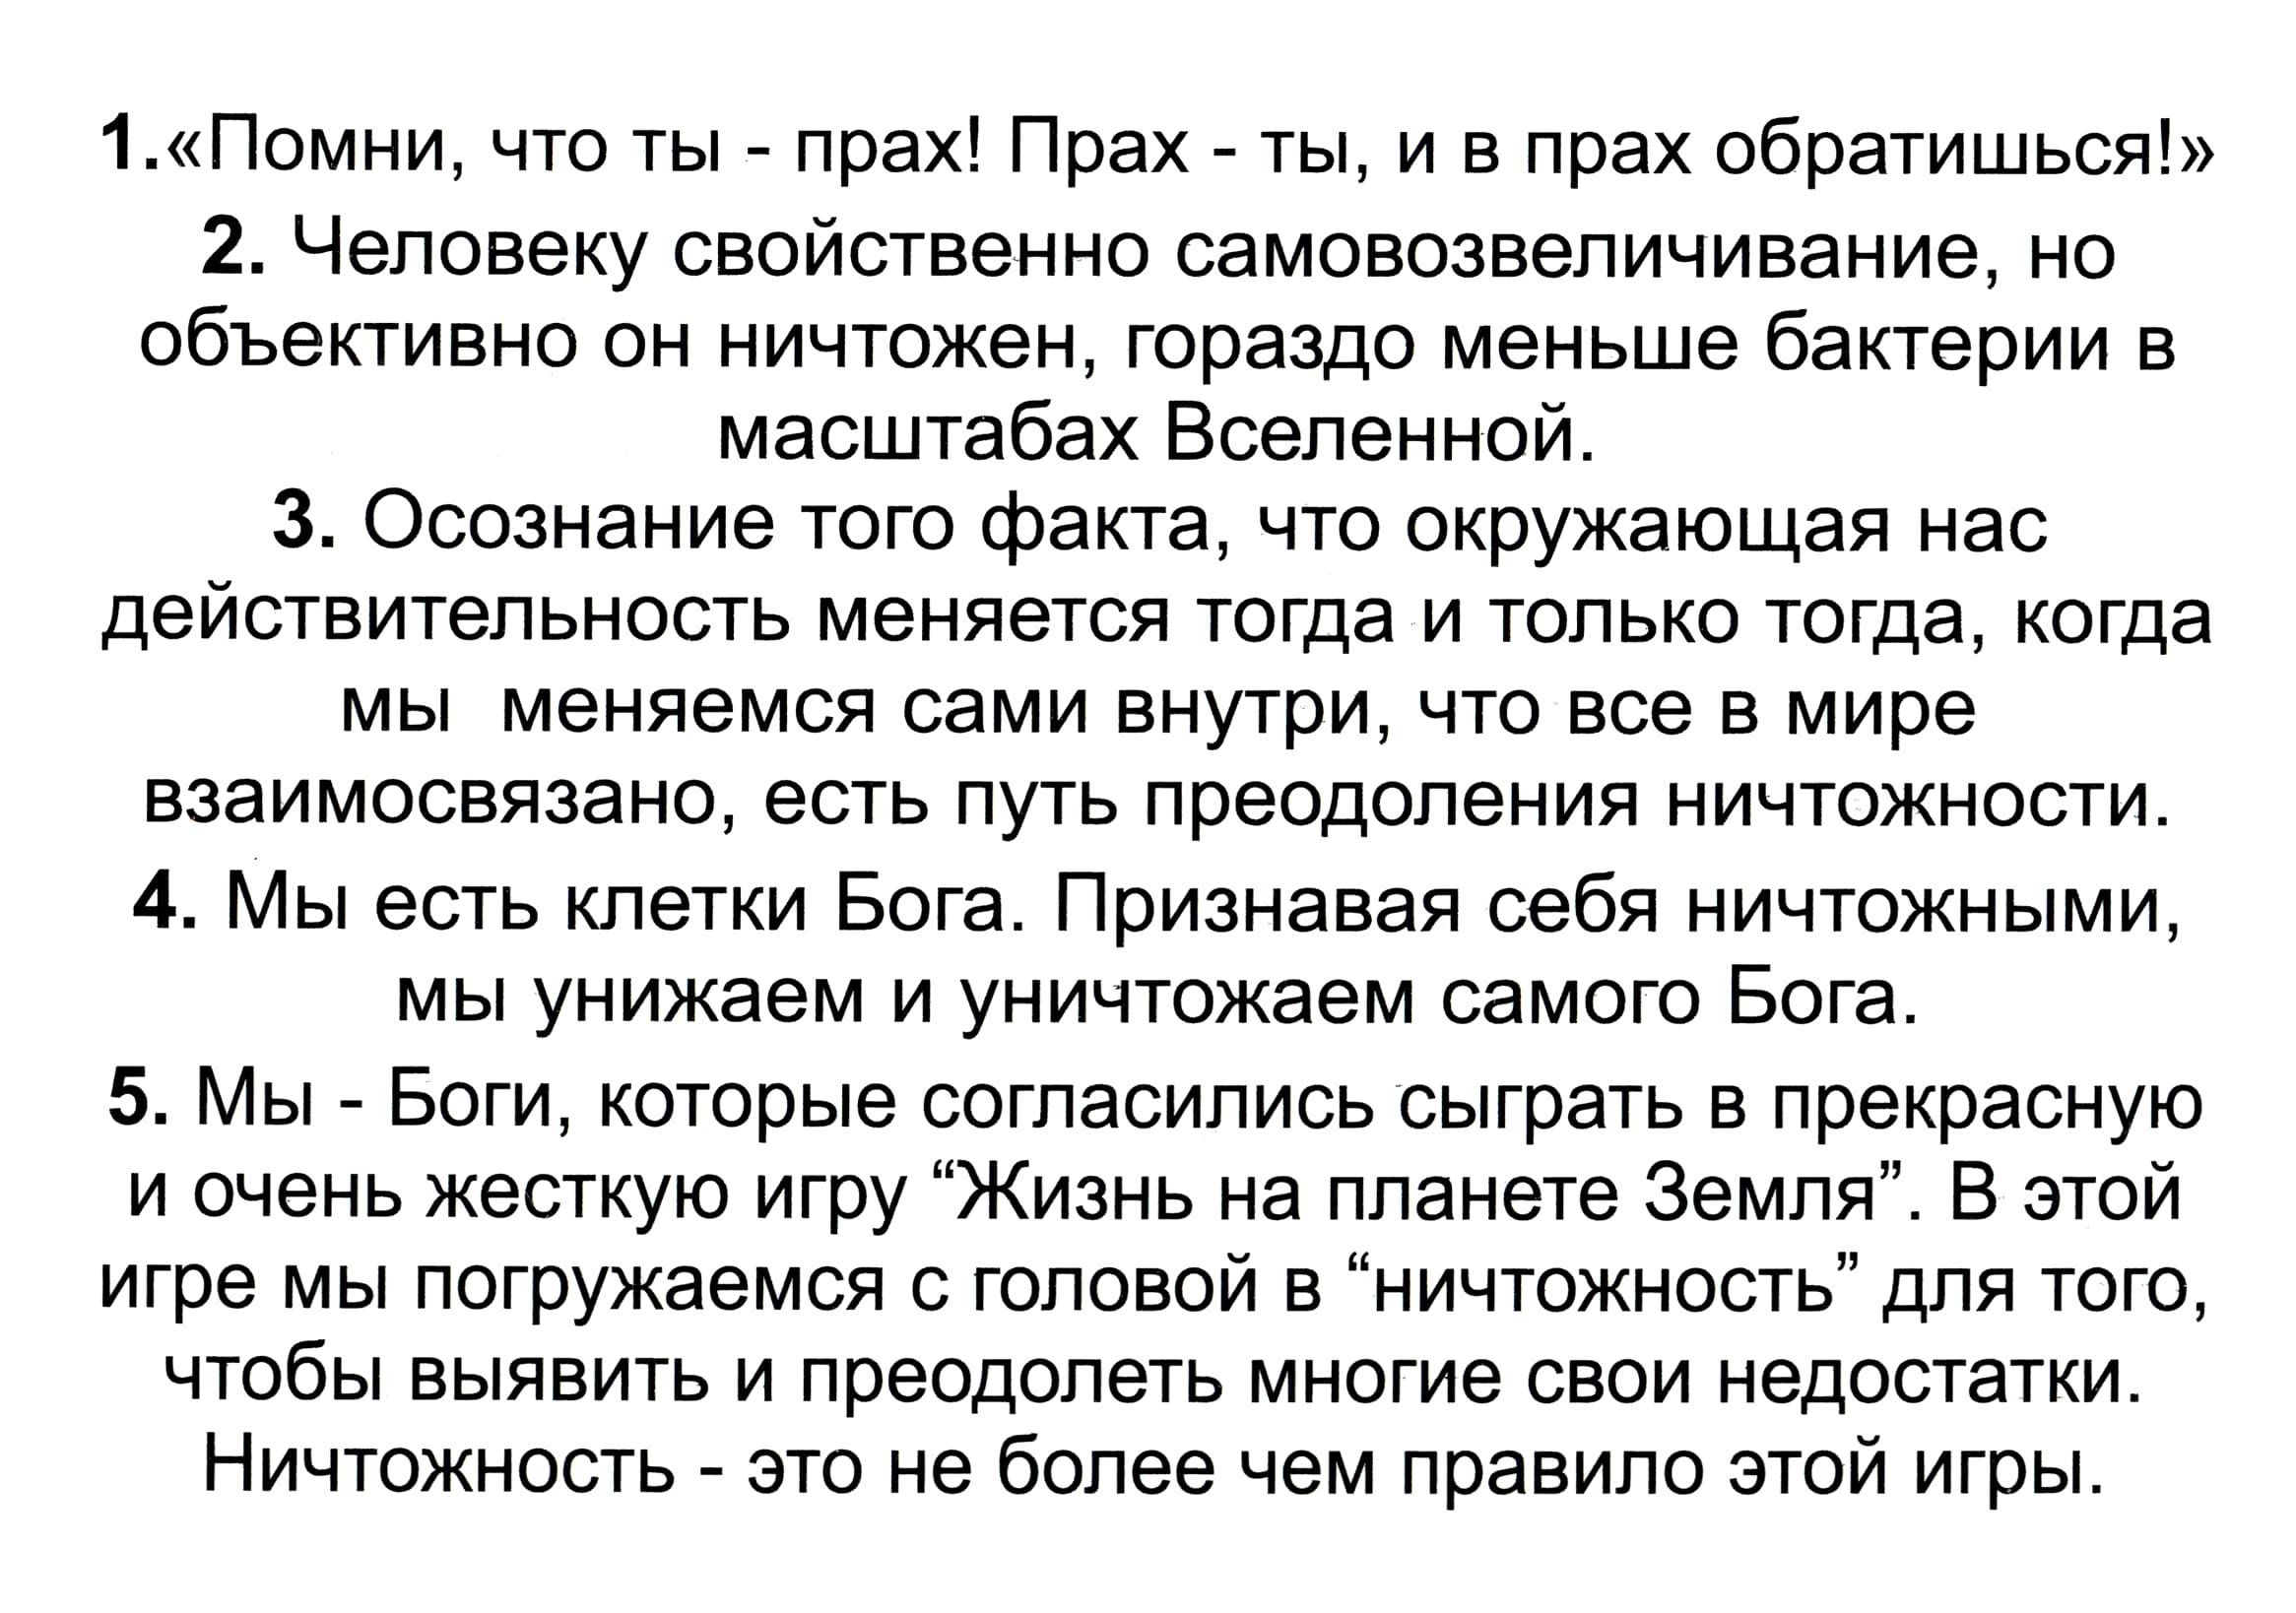 1.«Помни, что ты - прах! Прах - ты, и в прах обратишься!»
2. Человеку свойственно самовозвеличивание, но
объективно он ничтожен, гораздо меньше бактерии в
масштабах Вселенной.
3. Осознание того факта, что окружающая нас
действительность меняется тогда и только тогда, когда
мы  меняемся сами внутри, что все в мире
взаимосвязано, есть путь преодоления ничтожности.
4. Мы есть клетки Бога. Признавая себя ничтожными,
мы унижаем и уничтожаем самого Бога.
5. Мы - Боги, которые согласились сыграть в прекрасную
и очень жесткую игру “Жизнь на планете Земля”. В этой
игре мы погружаемся с головой в “ничтожность” для того,
чтобы выявить и преодолеть многие свои недостатки.
Ничтожность - это не более чем правило этой игры.